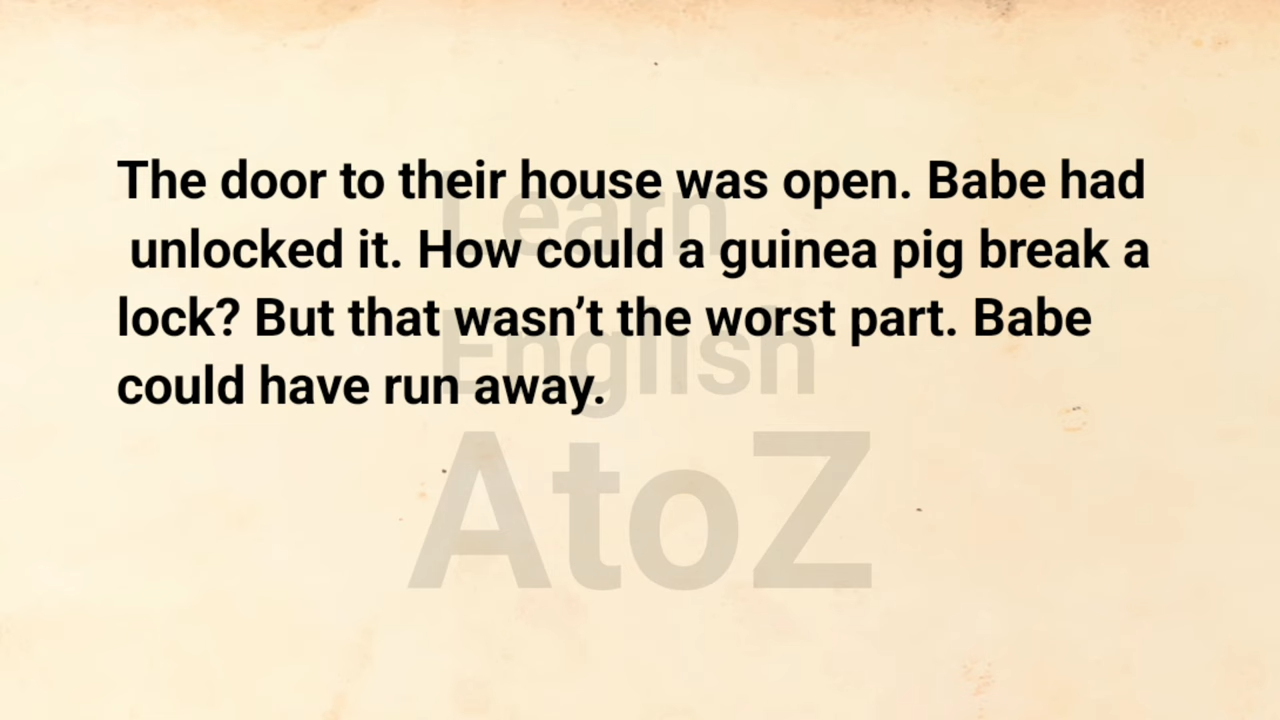 The door to their house was open. Babe had
unlocked it. How could a guinea pig break a
lock? But that wasn’t the worst part. Babe
could have run away.
Learn
English
AtoZ